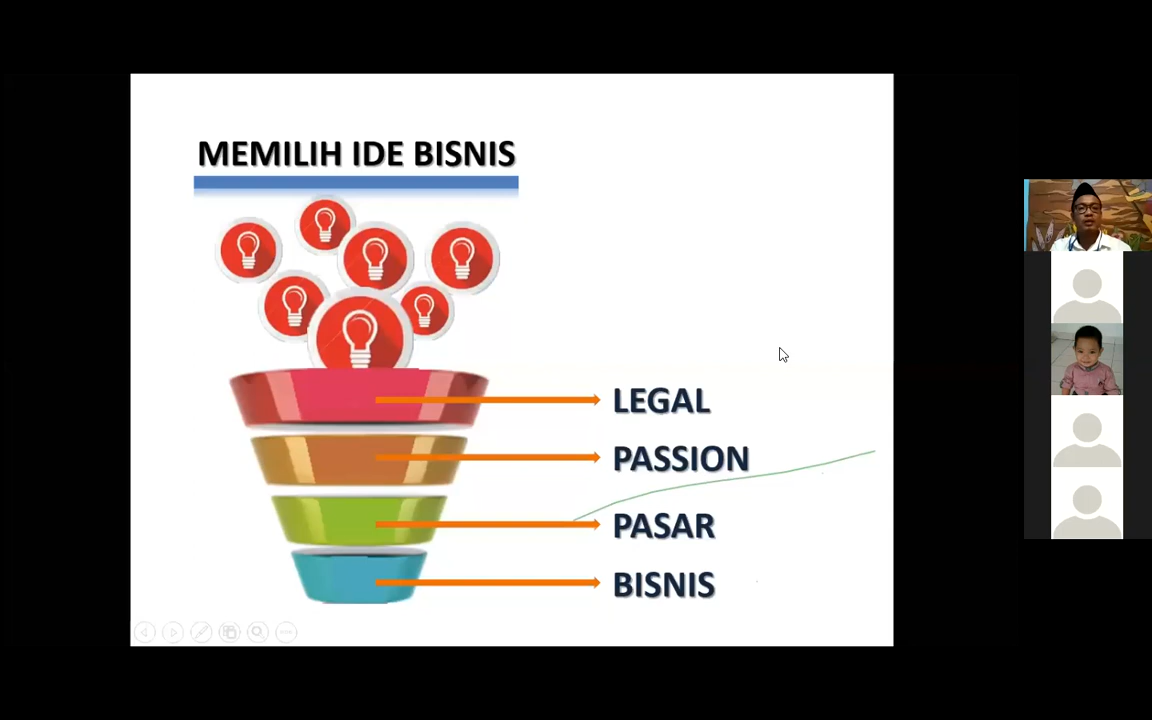 MEMILIH IDE BISNIS
LEGAL
PASSION
PASAR
BISNIS